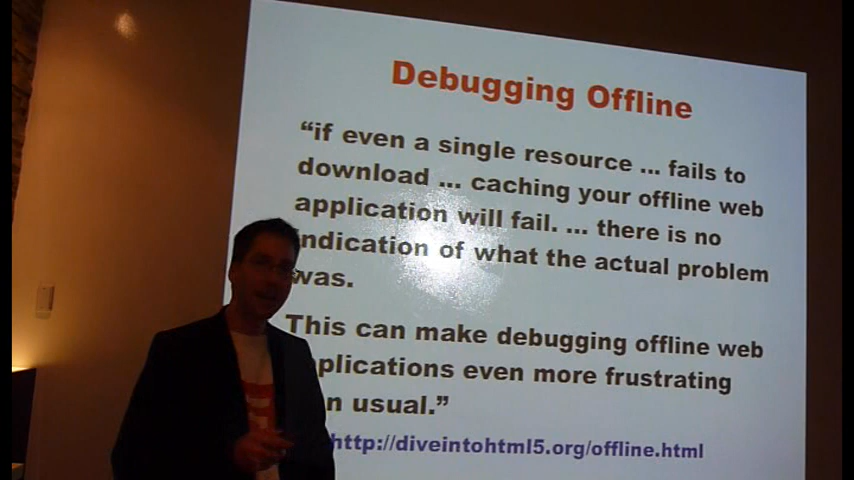 Debugging Offline
“if even a single resource ... fails to
download ... caching your offline web
application will fail. ... there is no
indication of what the actual problem
was.
This can make debugging offline web
applications even more frustrating
usual.”
http://diveintohtml5.org/offline.html